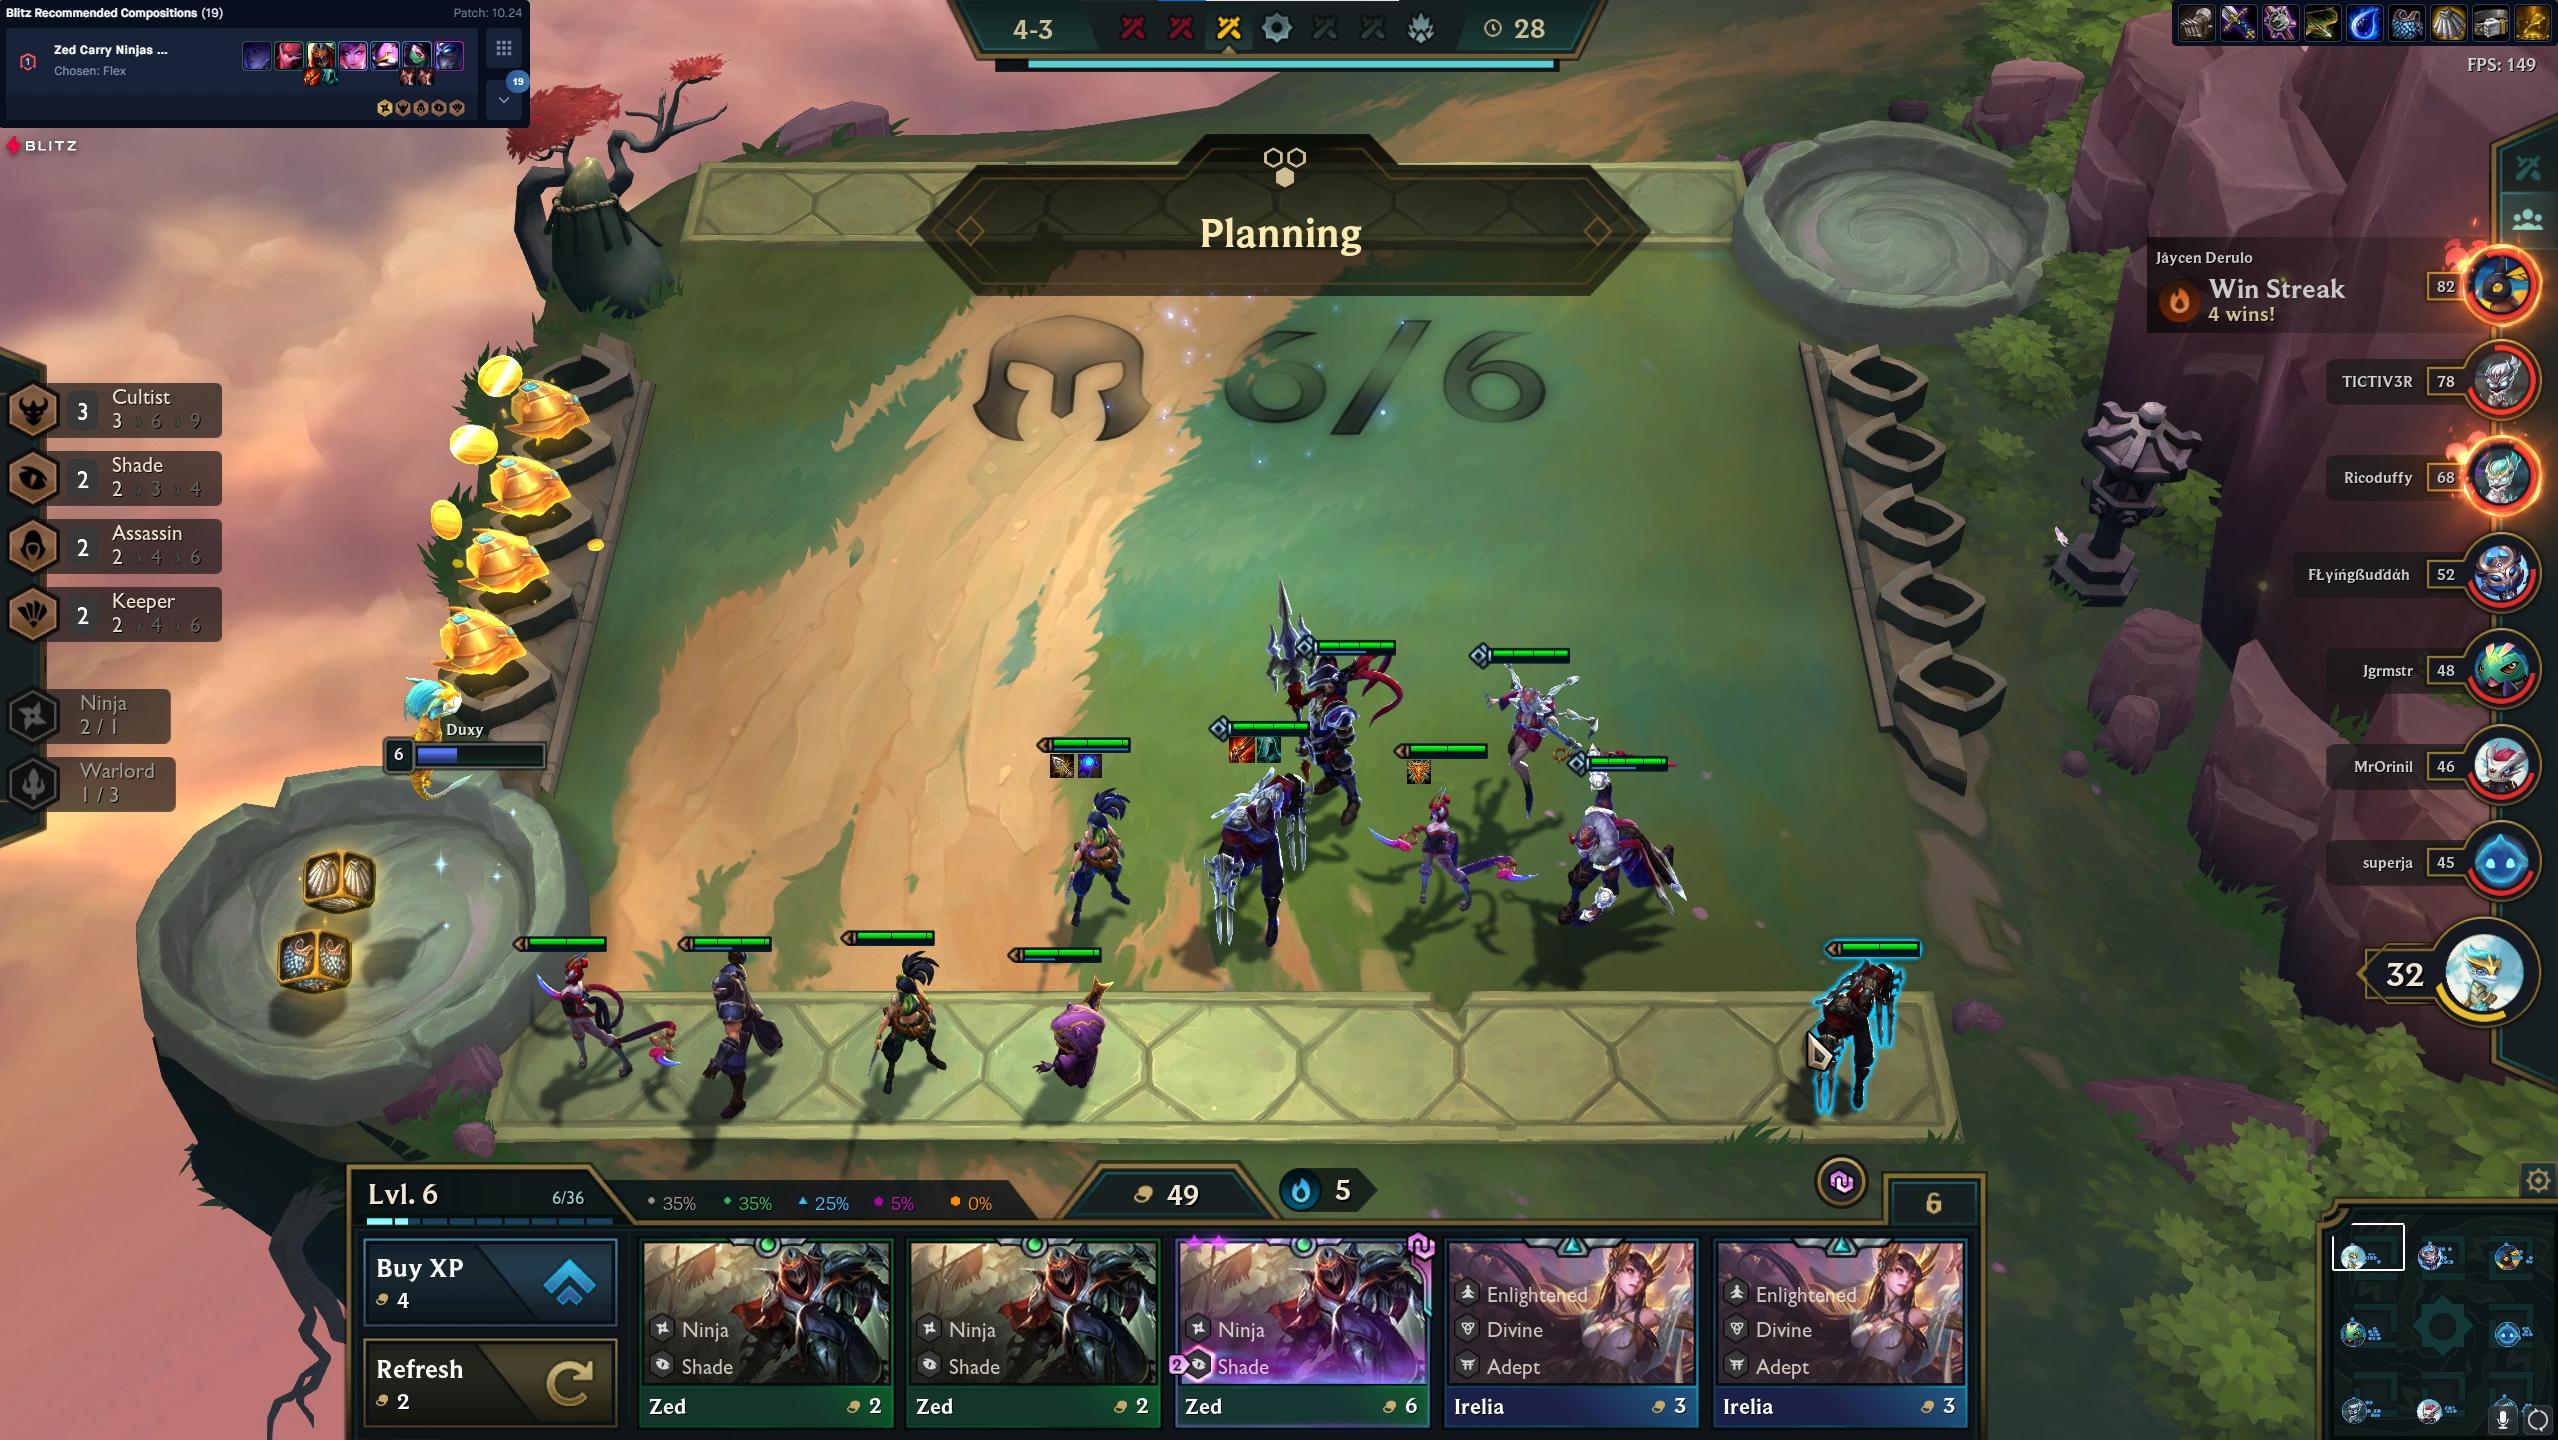 Blitz Recommended Compositions (19)
Patch: 10.24
Zed Carry Ninjas ...
Chosen: Flex
19
BLITZ
4-3
28
FPS: 149
Planning
6/6
Jåycen Derulo
Win Streak
4 wins!
82
TICTIV3R 78
Ricoduffy 68
52
Jgrmstr 48
MrOrinil 46
superja 45
32
3 Cultist
3 › 6 › 9
2 Shade
2 › 3 › 4
2 Assassin
2 › 4 › 6
2 Keeper
2 › 4 › 6
Ninja
2 / 1
Warlord
1 / 3
Duxy
6
Lvl. 6
6/36
35% 35% 25% 5% 0%
49
5
6
Buy XP
4
Refresh
2
Ninja
Shade
Zed 2
Ninja
Shade
Zed 2
Ninja
2 Shade
Zed 6
Enlightened
Divine
Adept
Irelia 3
Enlightened
Divine
Adept
Irelia 3